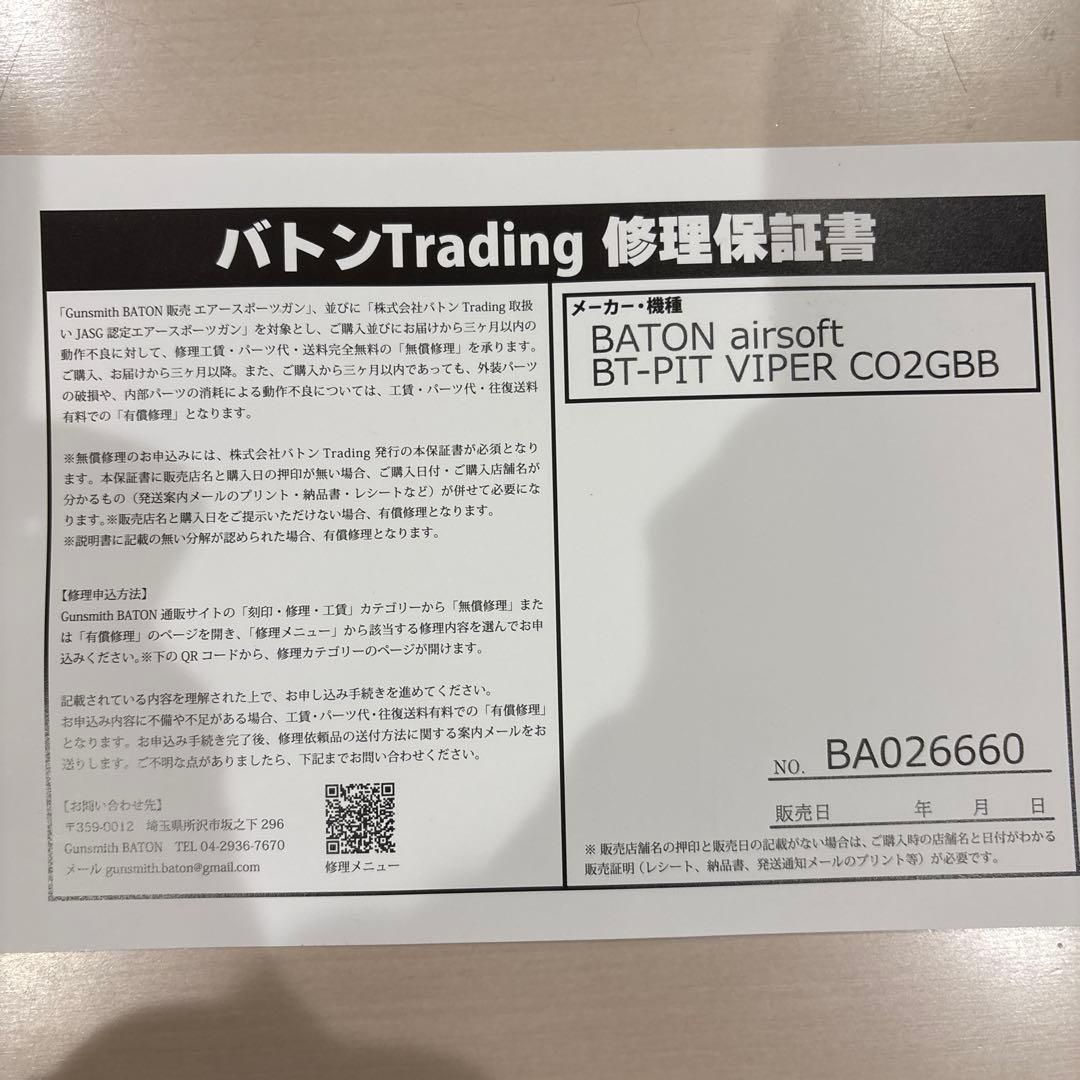 バトンTrading 修理保証書
「Gunsmith BATON 販売 エアースポーツガン」、並びに「株式会社バトン Trading 取扱
い JASG 認定エアースポーツガン」を対象とし、ご購入並びにお届けから三ヶ月以内の
動作不良に対して、修理工賃・パーツ代・送料完全無料の「無償修理」を承ります。
ご購入、お届けから三ヶ月以降。また、ご購入から三ヶ月以内であっても、外装パーツ
の破損や、内部パーツの消耗による動作不良については、工賃・パーツ代・往復送料
有料での「有償修理」となります。
※無償修理のお申込みには、株式会社バトン Trading 発行の本保証書が必須となり
ます。本保証書に販売店名と購入日の押印が無い場合、ご購入日付・ご購入店舗名が
分かるもの（発送案内メールのプリント・納品書・レシートなど）が併せて必要にな
ります。※販売店名と購入日をご提示いただけない場合、有償修理となります。
※説明書に記載の無い分解が認められた場合、有償修理となります。
【修理申込方法】
Gunsmith BATON 通販サイトの「刻印・修理・工賃」カテゴリーから「無償修理」また
は「有償修理」のページを開き、「修理メニュー」から該当する修理内容を選んでお申
込みください。※下の QR コードから、修理カテゴリーのページが開けます。
記載されている内容を理解された上で、お申し込み手続きを進めてください。
お申込み内容に不備や不足がある場合、工賃・パーツ代・往復送料有料での「有償修理」
となります。お申込み手続き完了後、修理依頼品の送付方法に関する案内メールをお
送りします。ご不明な点がありましたら、下記までお問い合わせください。
【お問い合わせ先】
〒359-0012 埼玉県所沢市坂之下 296
Gunsmith BATON TEL 04-2936-7670
メール gunsmith.baton@gmail.com
修理メニュー
メーカー・機種
BATON airsoft
BT-PIT VIPER CO2GBB
NO. BA026660
販売日 年 月 日
※ 販売店舗名の押印と販売日の記載がない場合は、ご購入時の店舗名と日付がわかる
販売証明（レシート、納品書、発送通知メールのプリント等）が必要です。